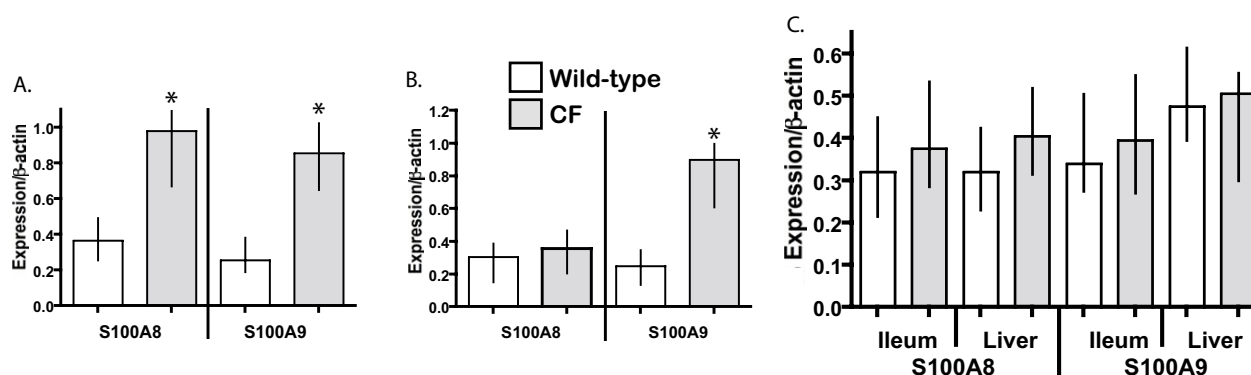 A.
Expression/β-actin
1.0
0.8
0.6
0.4
0.2
0.0
*
*
S100A8
S100A9
B.
Wild-type
CF
Expression/β-actin
1.2
1.0
0.8
0.6
0.4
0.2
0.0
*
S100A8
S100A9
C.
Expression/β-actin
0.6
0.5
0.4
0.3
0.2
0.1
0.0
Ileum Liver Ileum Liver
S100A8 S100A9